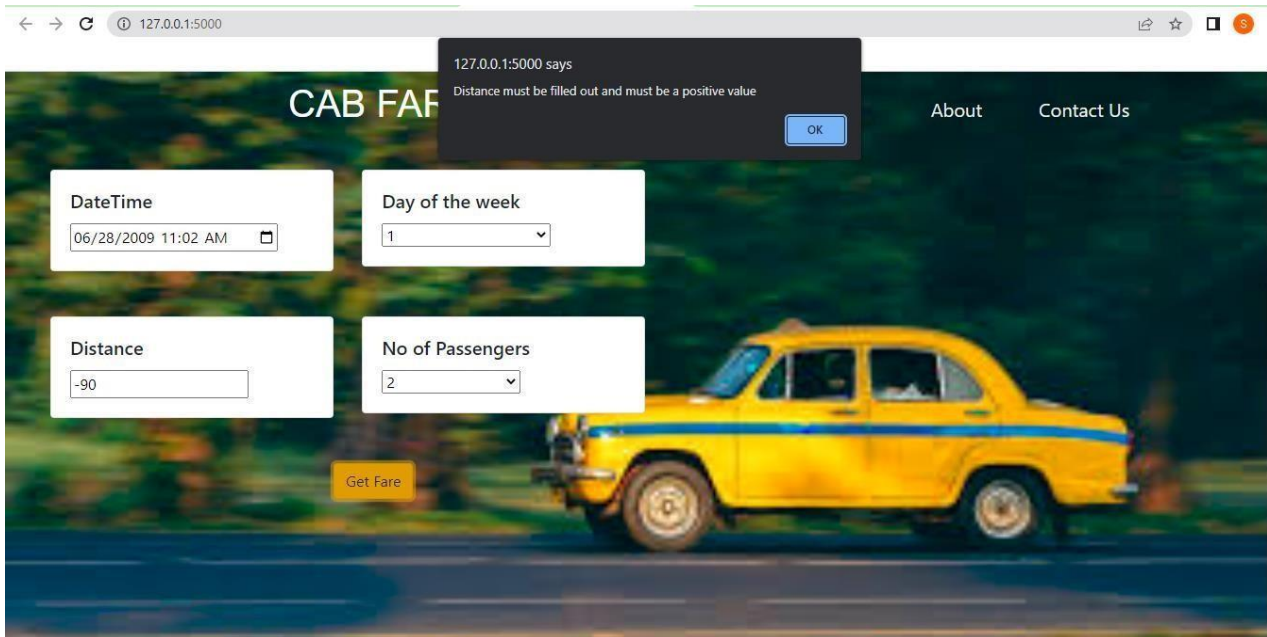 127.0.0.1:5000
S
127.0.0.1:5000 says
Distance must be filled out and must be a positive value
OK
CAB FAR
About
Contact Us
DateTime
Day of the week
06/28/2009 11:02 AM
1
Distance
No of Passengers
-90
2
Get Fare